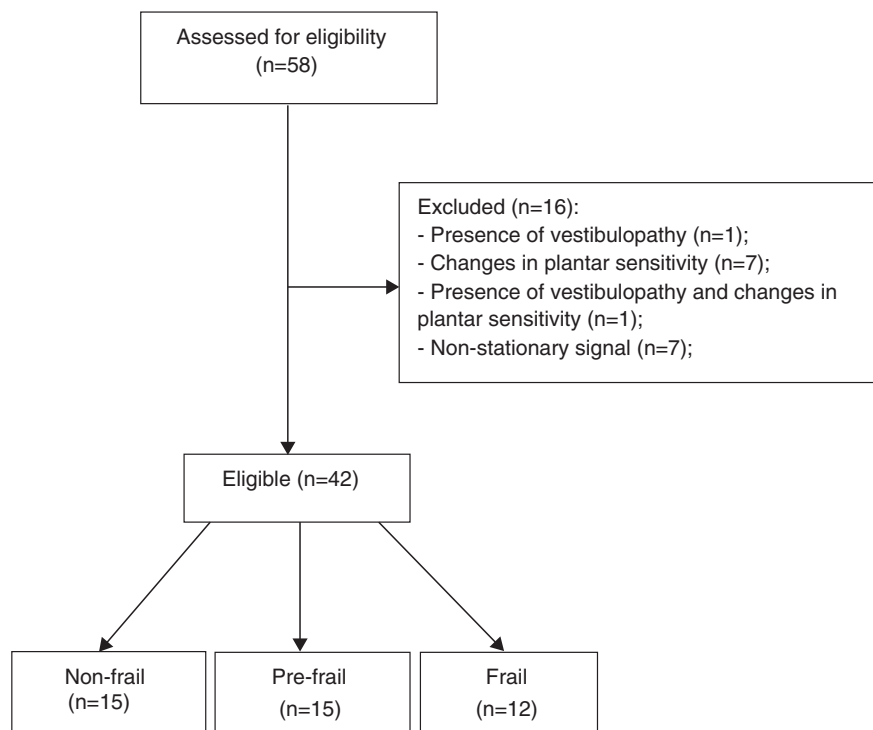 Assessed for eligibility
(n=58)
Excluded (n=16):
- Presence of vestibulopathy (n=1);
- Changes in plantar sensitivity (n=7);
- Presence of vestibulopathy and changes in
plantar sensitivity (n=1);
- Non-stationary signal (n=7);
Eligible (n=42)
Non-frail
(n=15)
Pre-frail
(n=15)
Frail
(n=12)